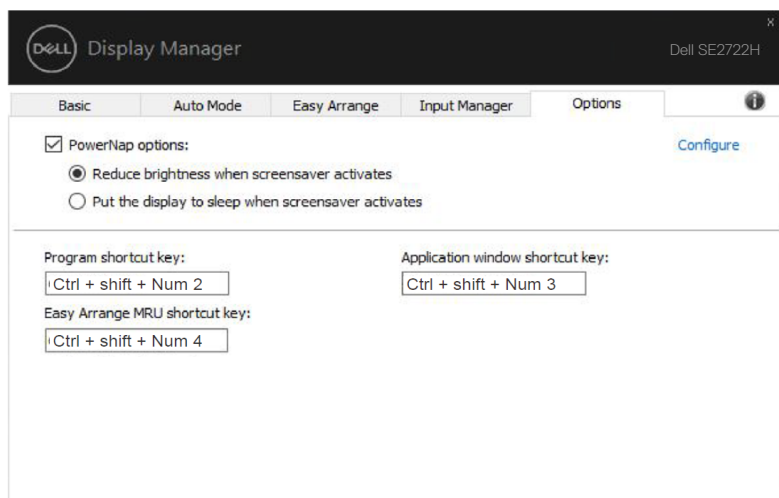 x
DELL Display Manager
Dell SE2722H
Basic Auto Mode Easy Arrange Input Manager Options
PowerNap options:
Configure
Reduce brightness when screensaver activates
Put the display to sleep when screensaver activates
Program shortcut key:
Application window shortcut key:
Ctrl + shift + Num 2
Ctrl + shift + Num 3
Easy Arrange MRU shortcut key:
Ctrl + shift + Num 4